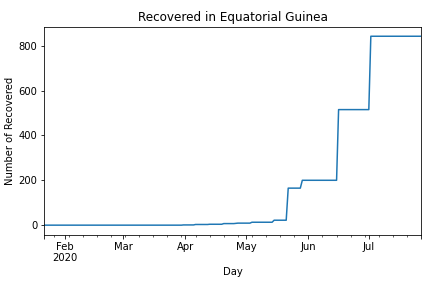 Recovered in Equatorial Guinea
Number of Recovered
800
600
400
200
0
Feb
2020
Mar
Apr
May
Jun
Jul
Day